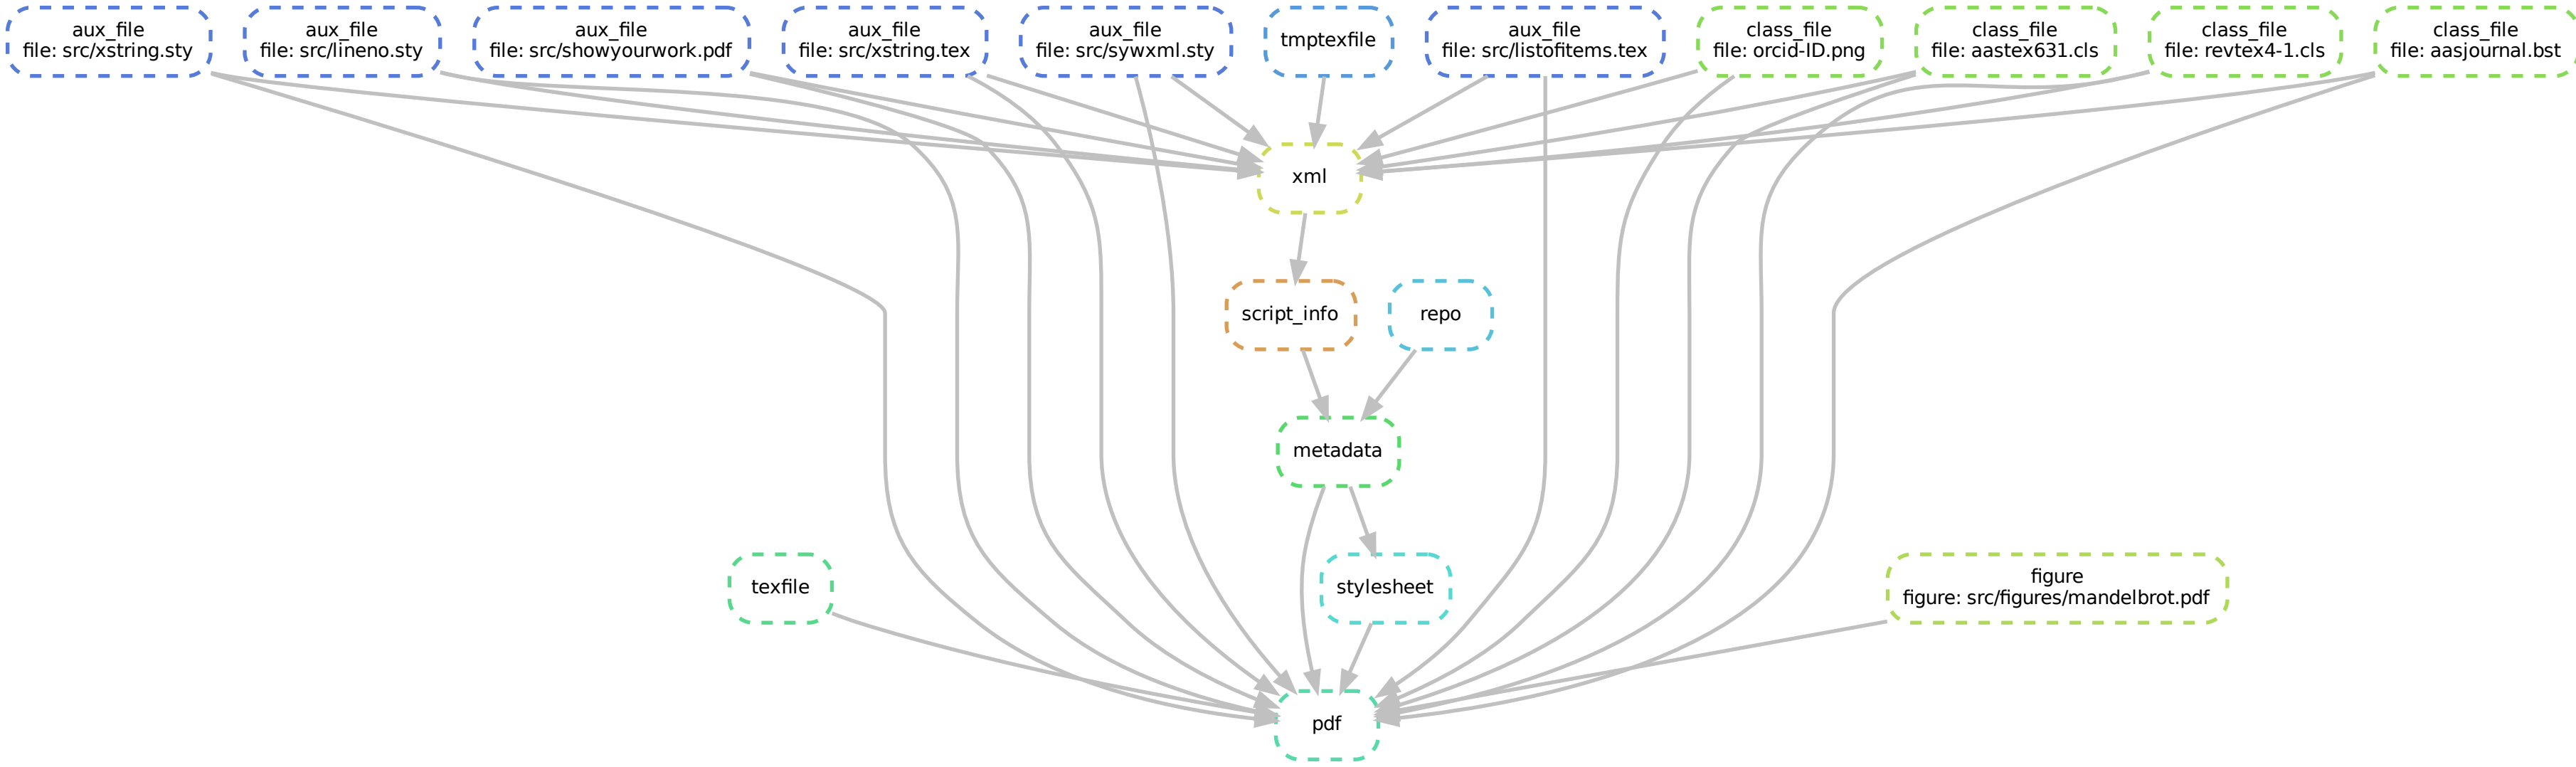 aux_file
file: src/xstring.sty
aux_file
file: src/lineno.sty
aux_file
file: src/showyourwork.pdf
aux_file
file: src/xstring.tex
aux_file
file: src/sywxml.sty
tmptexfile
aux_file
file: src/listofitems.tex
class_file
file: orcid-ID.png
class_file
file: aastex631.cls
class_file
file: revtex4-1.cls
class_file
file: aasjournal.bst
xml
script_info
repo
metadata
texfile
stylesheet
figure
figure: src/figures/mandelbrot.pdf
pdf